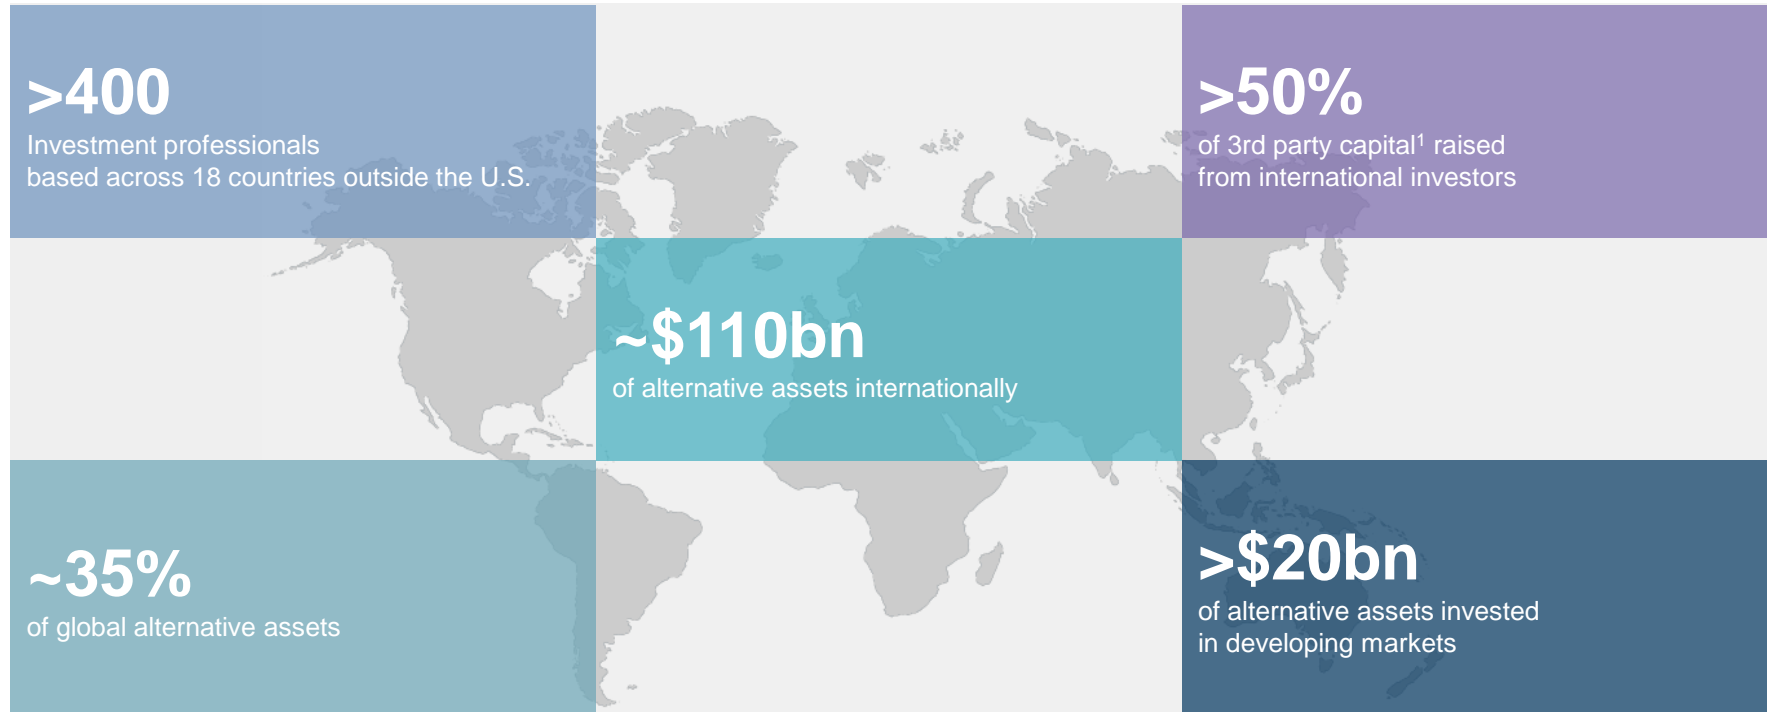 >400
Investment professionals
based across 18 countries outside the U.S.
>50%
of 3rd party capital¹ raised
from international investors
~$110bn
of alternative assets internationally
~35%
of global alternative assets
>$20bn
of alternative assets invested
in developing markets